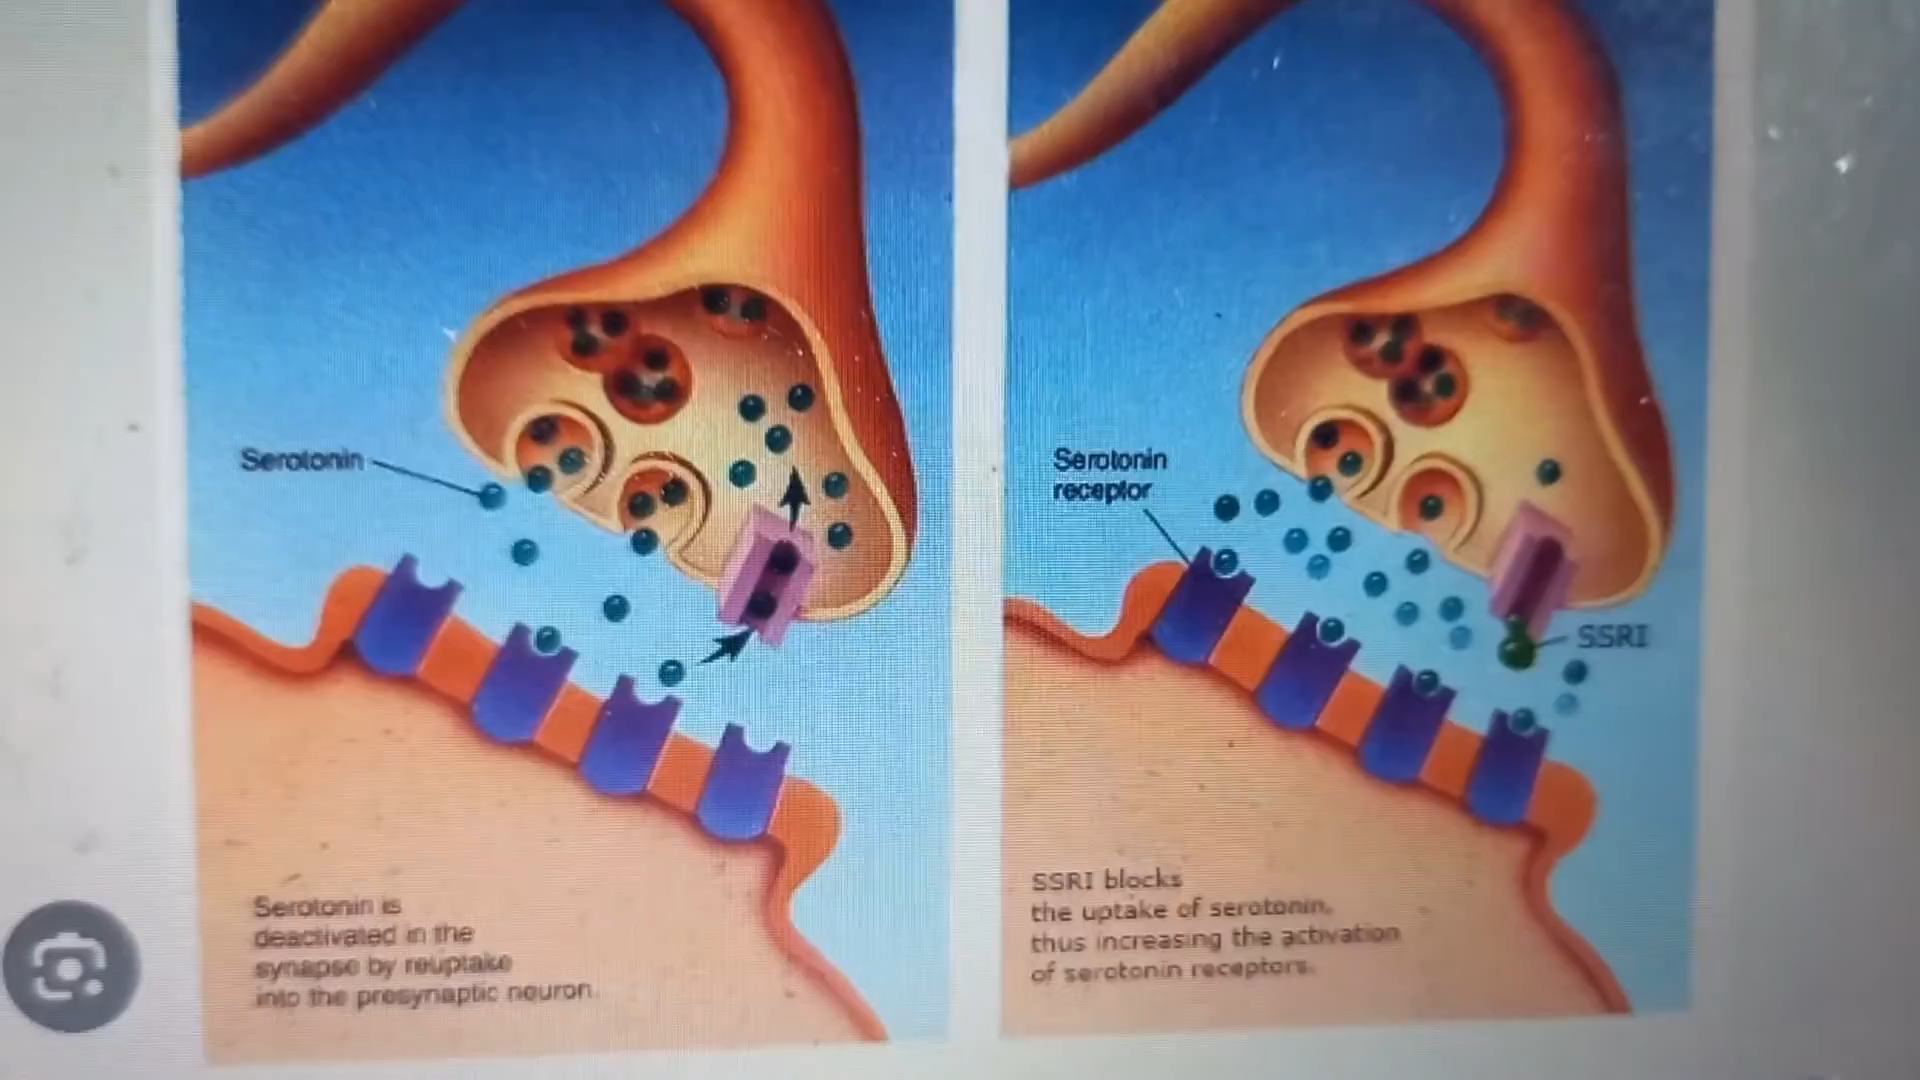 Serotonin
Serotonin is
deactivated in the
synapse by reuptake
into the presynaptic neuron.
Serotonin
receptor
SSRI
SSRI blocks
the uptake of serotonin,
thus increasing the activation
of serotonin receptors.